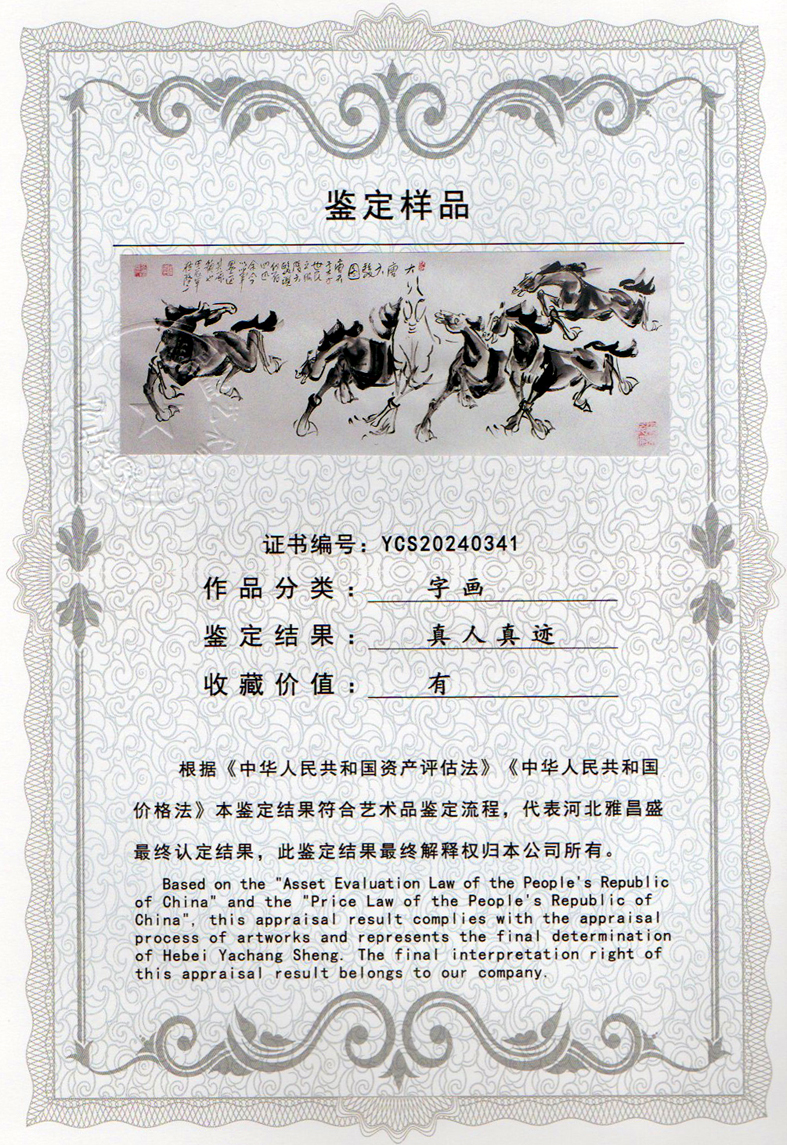 鉴定样品
大唐六骏图
证书编号：YCS20240341
作品分类：字画
鉴定结果：真人真迹
收藏价值：有
根据《中华人民共和国资产评估法》《中华人民共和国
价格法》本鉴定结果符合艺术品鉴定流程，代表河北雅昌盛
最终认定结果，此鉴定结果最终解释权归本公司所有。
Based on the "Asset Evaluation Law of the People's Republic
of China" and the "Price Law of the People's Republic of
China", this appraisal result complies with the appraisal
process of artworks and represents the final determination
of Hebei Yachang Sheng. The final interpretation right of
this appraisal result belongs to our company.